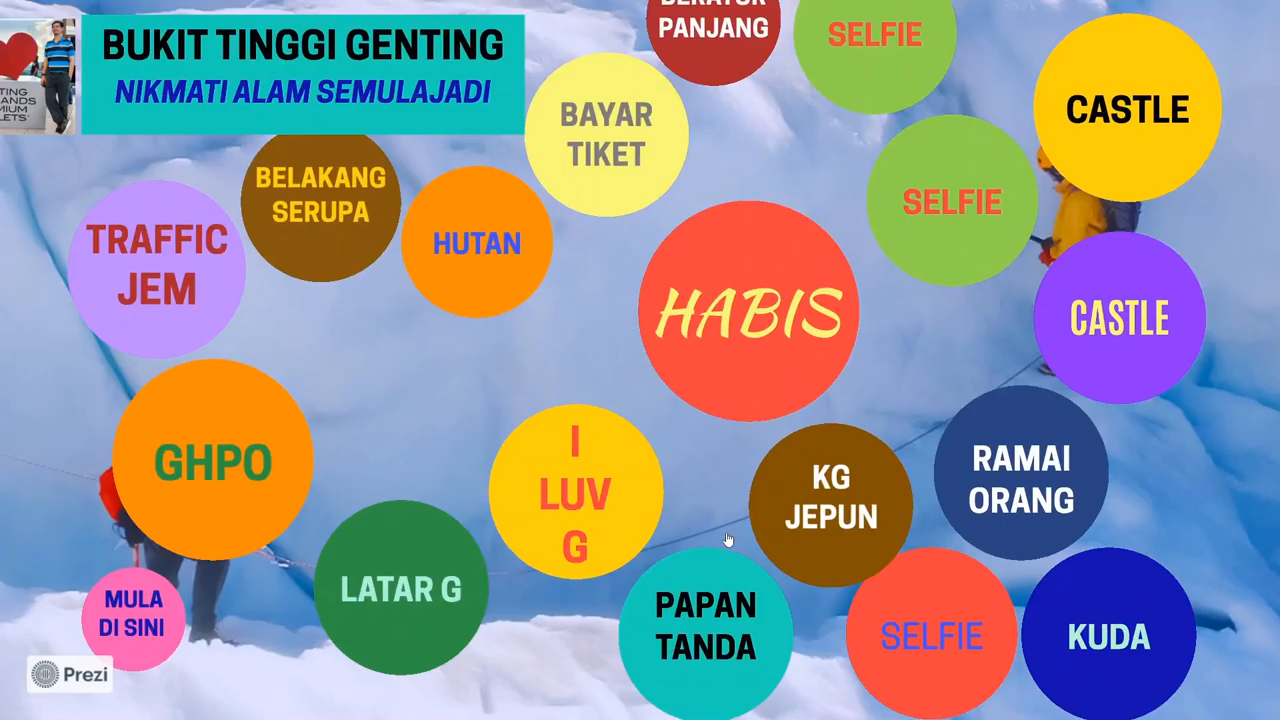 BUKIT TINGGI GENTING
NIKMATI ALAM SEMULAJADI
PANJANG
SELFIE
CASTLE
BAYAR
TIKET
BELAKANG
SERUPA
TRAFFIC
JEM
HUTAN
SELFIE
HABIS
CASTLE
GHPO
I
LUV
G
KG
JEPUN
RAMAI
ORANG
LATAR G
MULA
DI SINI
PAPAN
TANDA
SELFIE
KUDA
Prezi